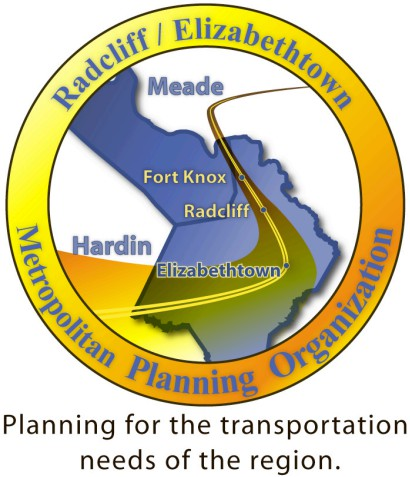 Radcliff / Elizabethtown
Meade
Fort Knox
Radcliff
Hardin
Elizabethtown
Metropolitan Planning Organization
Planning for the transportation
needs of the region.